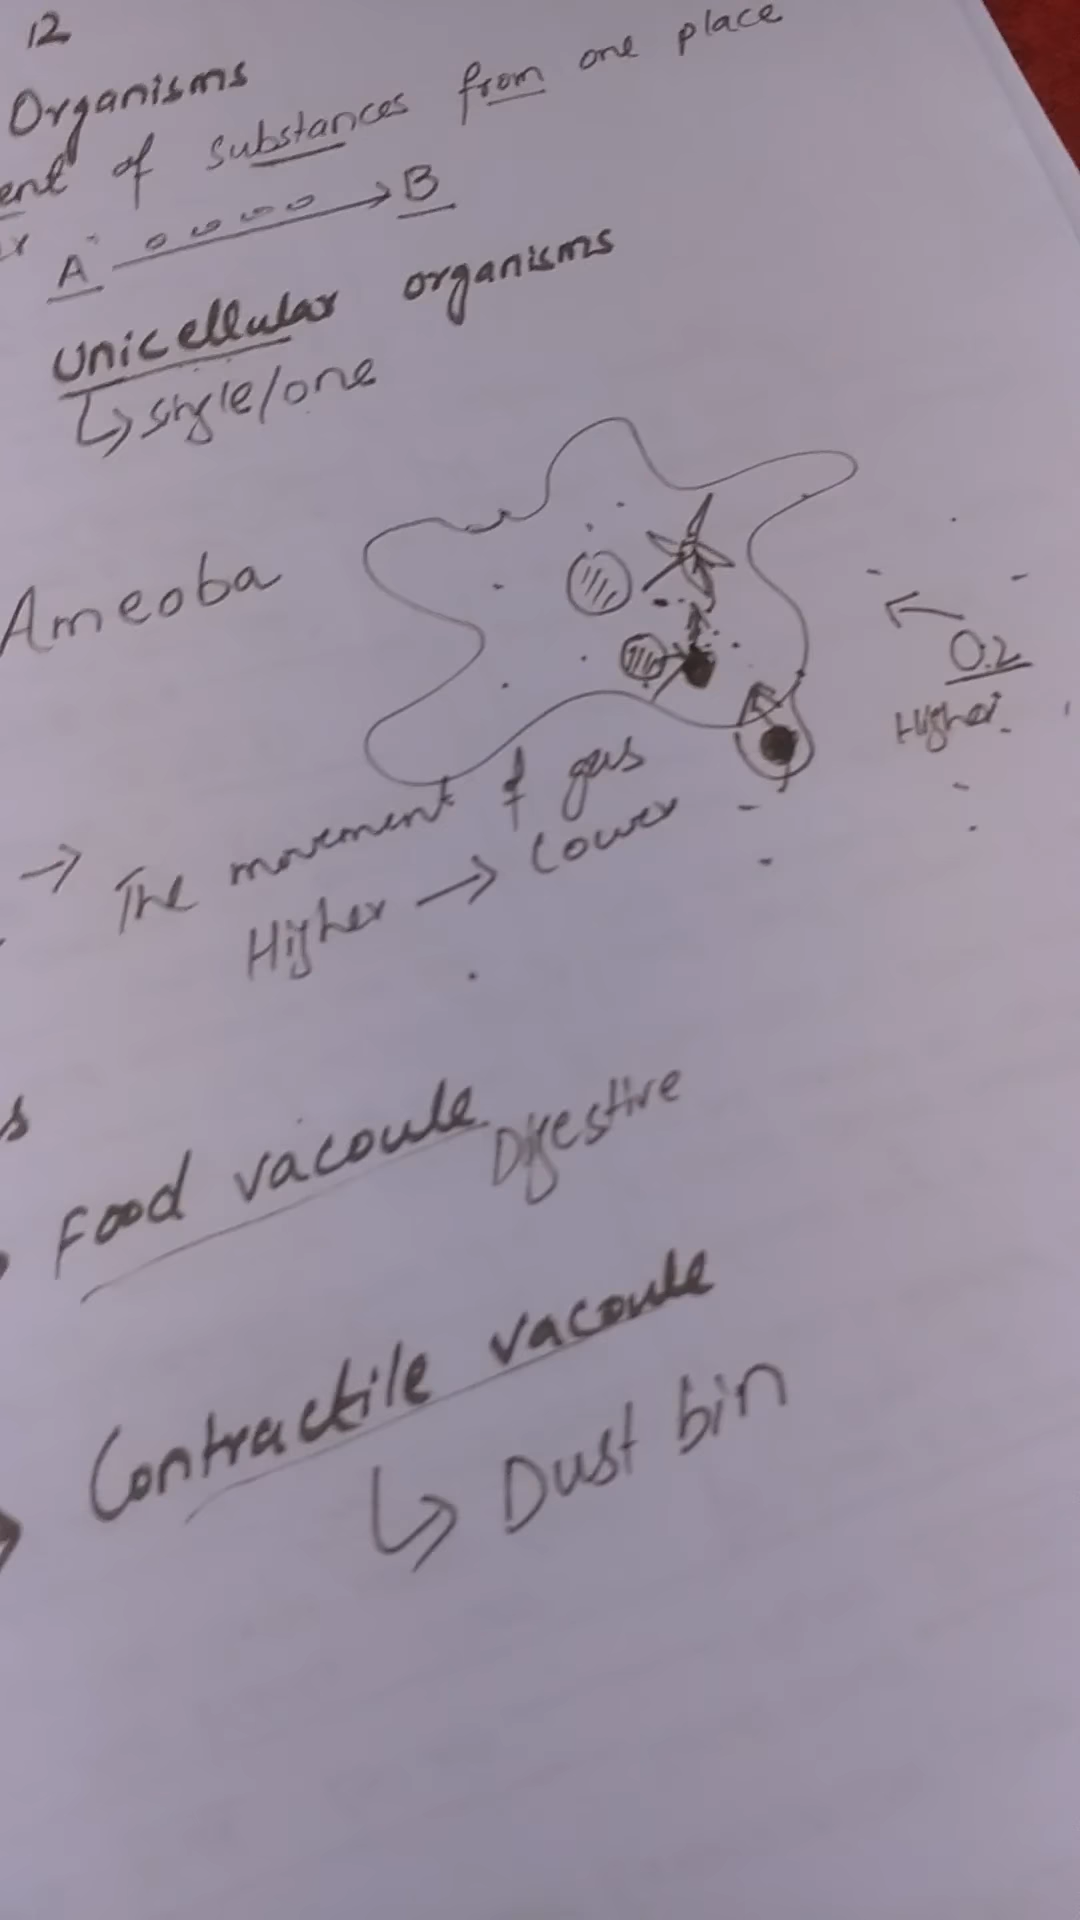 12
Organisms
ent of substances from one place
A → B
Unicellular organisms
↳ single/one
Ameoba
O2
Higher
→ The movement of gas
Higher → Lower
s
Food vacoule Digestive
Contractile vacoule
↳ Dust bin